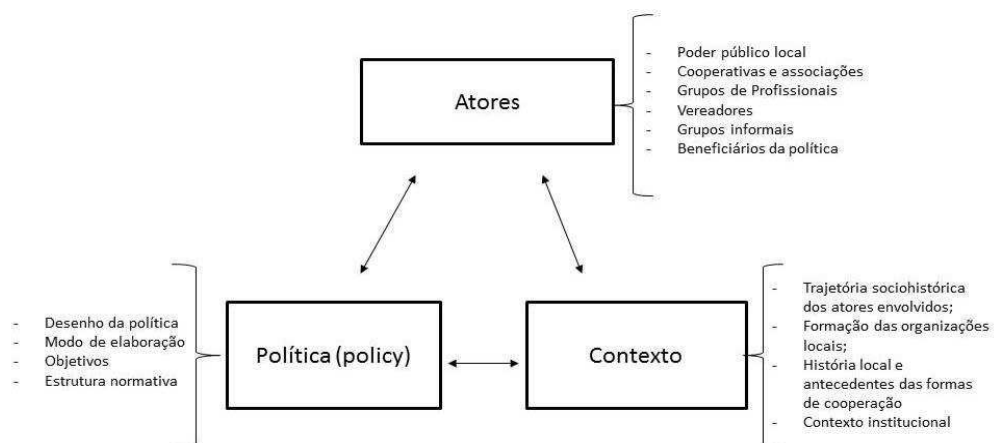 Atores
- Poder público local
- Cooperativas e associações
- Grupos de Profissionais
- Vereadores
- Grupos informais
- Beneficiários da política
- Desenho da política
- Modo de elaboração
- Objetivos
- Estrutura normativa
Política (policy)
Contexto
- Trajetória sociohistórica
dos atores envolvidos;
- Formação das organizações
locais;
- História local e
antecedentes das formas
de cooperação
- Contexto institucional